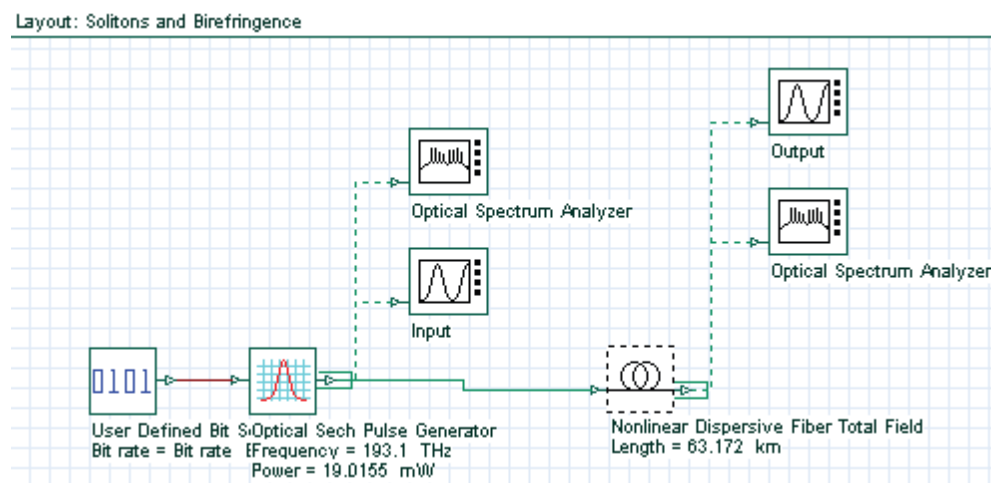 Layout: Solitons and Birefringence
Output
Optical Spectrum Analyzer
Optical Spectrum Analyzer
Input
0101
User Defined Bit S
Bit rate = Bit rate
Optical Sech Pulse Generator
Frequency = 193.1 THz
Power = 19.0155 mW
Nonlinear Dispersive Fiber Total Field
Length = 63.172 km